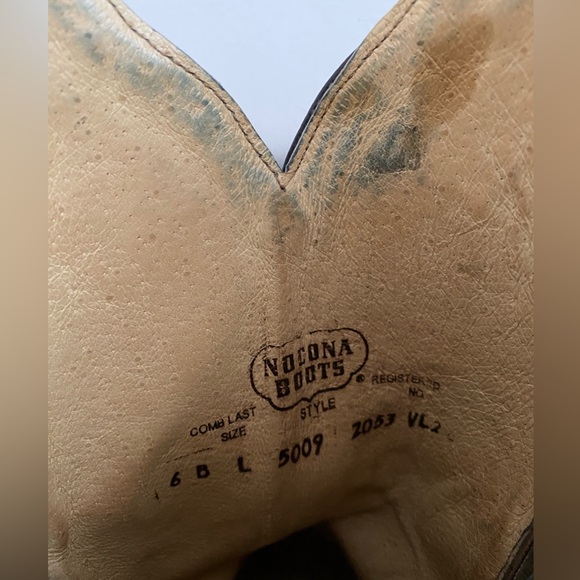 NOCONA
BOOTS ®
COMB LAST SIZE
STYLE
REGISTERED NO.
6 B L 5009 2053 VL2